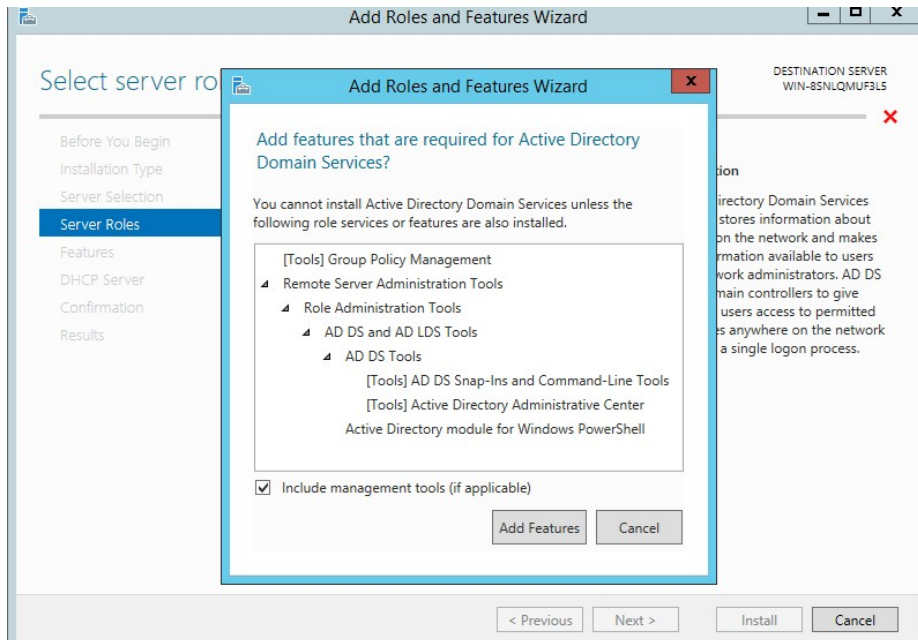 Add Roles and Features Wizard
Select server ro
DESTINATION SERVER
WIN-8SNLQMUF3L5
Before You Begin
Installation Type
Server Selection
Server Roles
Features
DHCP Server
Confirmation
Results
Add Roles and Features Wizard
Add features that are required for Active Directory
Domain Services?
You cannot install Active Directory Domain Services unless the
following role services or features are also installed.
[Tools] Group Policy Management
Remote Server Administration Tools
Role Administration Tools
AD DS and AD LDS Tools
AD DS Tools
[Tools] AD DS Snap-Ins and Command-Line Tools
[Tools] Active Directory Administrative Center
Active Directory module for Windows PowerShell
Include management tools (if applicable)
Add Features
Cancel
tion
irectory Domain Services
stores information about
on the network and makes
rmation available to users
work administrators. AD DS
main controllers to give
users access to permitted
es anywhere on the network
a single logon process.
< Previous
Next >
Install
Cancel